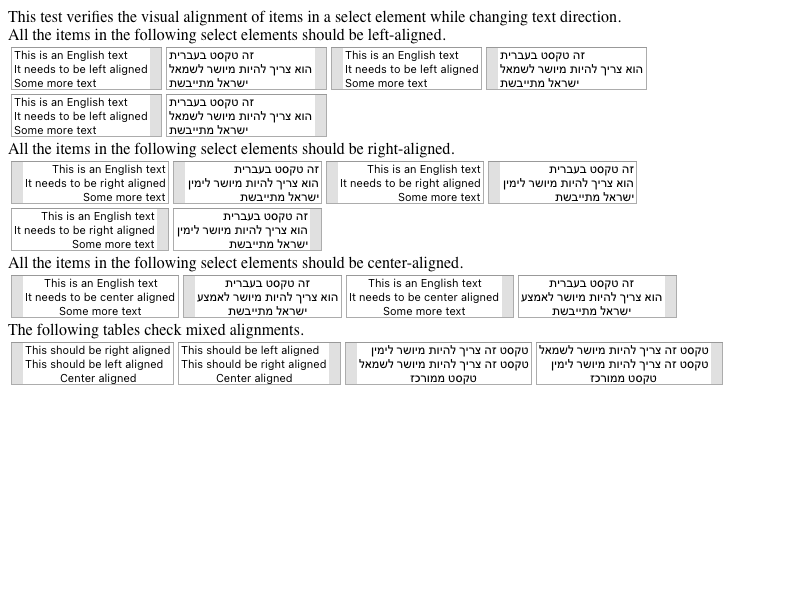 This test verifies the visual alignment of items in a select element while changing text direction.
All the items in the following select elements should be left-aligned.
This is an English text
It needs to be left aligned
Some more text
זה טקסט בעברית
הוא צריך להיות מיושר לשמאל
ישראל מתייבשת
This is an English text
It needs to be left aligned
Some more text
זה טקסט בעברית
הוא צריך להיות מיושר לשמאל
ישראל מתייבשת
This is an English text
It needs to be left aligned
Some more text
זה טקסט בעברית
הוא צריך להיות מיושר לשמאל
ישראל מתייבשת
All the items in the following select elements should be right-aligned.
This is an English text
It needs to be right aligned
Some more text
זה טקסט בעברית
הוא צריך להיות מיושר לימין
ישראל מתייבשת
This is an English text
It needs to be right aligned
Some more text
זה טקסט בעברית
הוא צריך להיות מיושר לימין
ישראל מתייבשת
This is an English text
It needs to be right aligned
Some more text
זה טקסט בעברית
הוא צריך להיות מיושר לימין
ישראל מתייבשת
All the items in the following select elements should be center-aligned.
This is an English text
It needs to be center aligned
Some more text
זה טקסט בעברית
הוא צריך להיות מיושר לאמצע
ישראל מתייבשת
This is an English text
It needs to be center aligned
Some more text
זה טקסט בעברית
הוא צריך להיות מיושר לאמצע
ישראל מתייבשת
The following tables check mixed alignments.
This should be right aligned
This should be left aligned
Center aligned
This should be left aligned
This should be right aligned
Center aligned
טקסט זה צריך להיות מיושר לימין
טקסט זה צריך להיות מיושר לשמאל
טקסט ממורכז
טקסט זה צריך להיות מיושר לשמאל
טקסט זה צריך להיות מיושר לימין
טקסט ממורכז